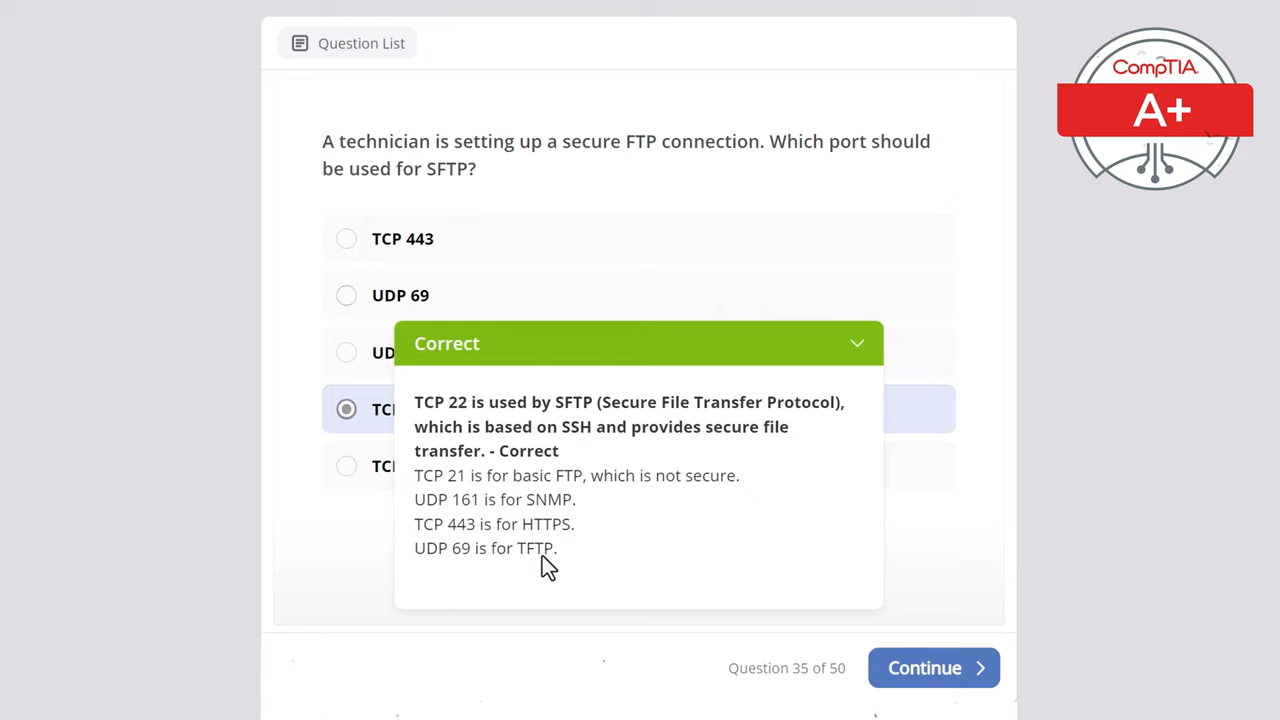 Question List
CompTIA
A+
A technician is setting up a secure FTP connection. Which port should
be used for SFTP?
TCP 443
UDP 69
UD
TC
TC
Correct
TCP 22 is used by SFTP (Secure File Transfer Protocol),
which is based on SSH and provides secure file
transfer. - Correct
TCP 21 is for basic FTP, which is not secure.
UDP 161 is for SNMP.
TCP 443 is for HTTPS.
UDP 69 is for TFTP.
Question 35 of 50
Continue